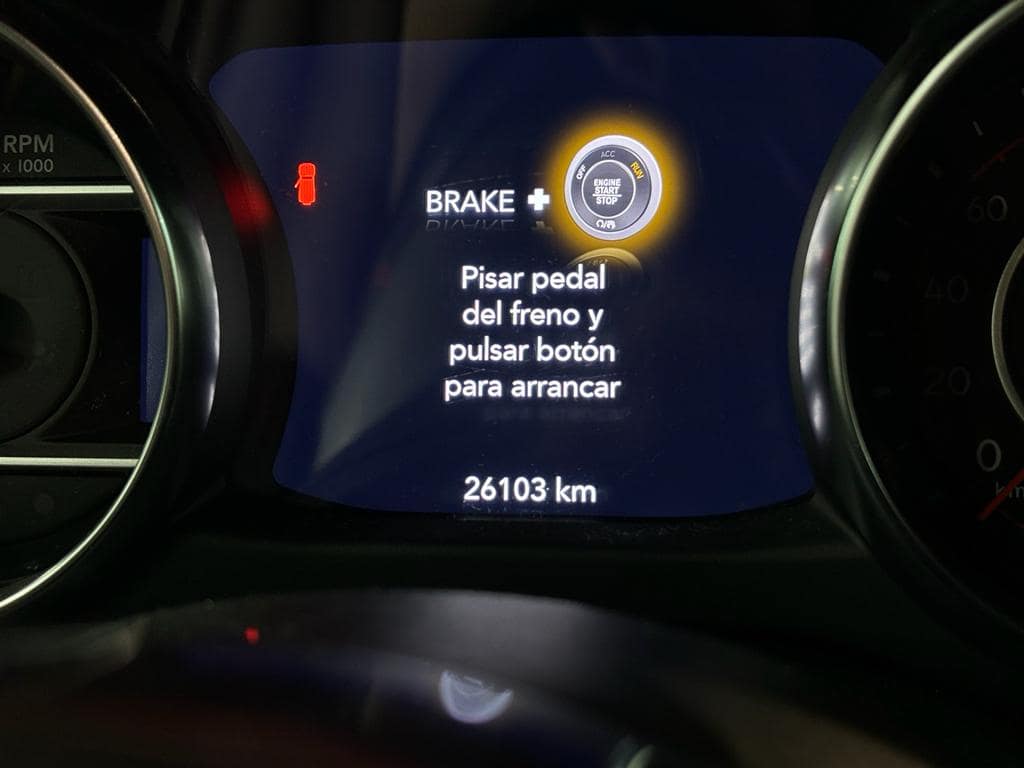 RPM
x 1000
BRAKE +
OFF
ACC
RUN
ENGINE
START
STOP
Pisar pedal
del freno y
pulsar botón
para arrancar
26103 km
60
40
20
0